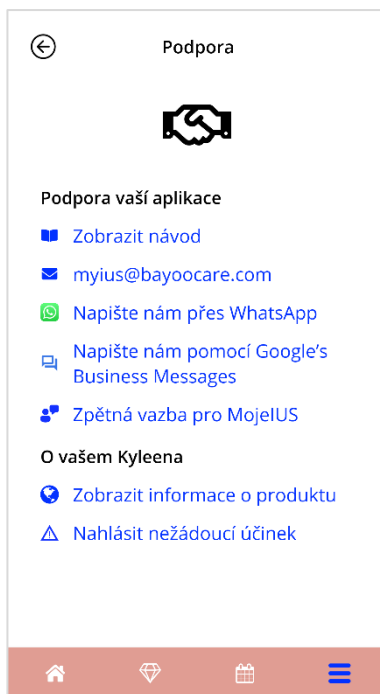 Podpora
Podpora vaší aplikace
Zobrazit návod
myius@bayoocare.com
Napište nám přes WhatsApp
Napište nám pomocí Google's
Business Messages
Zpětná vazba pro MojeIUS
O vašem Kyleena
Zobrazit informace o produktu
Nahlásit nežádoucí účinek